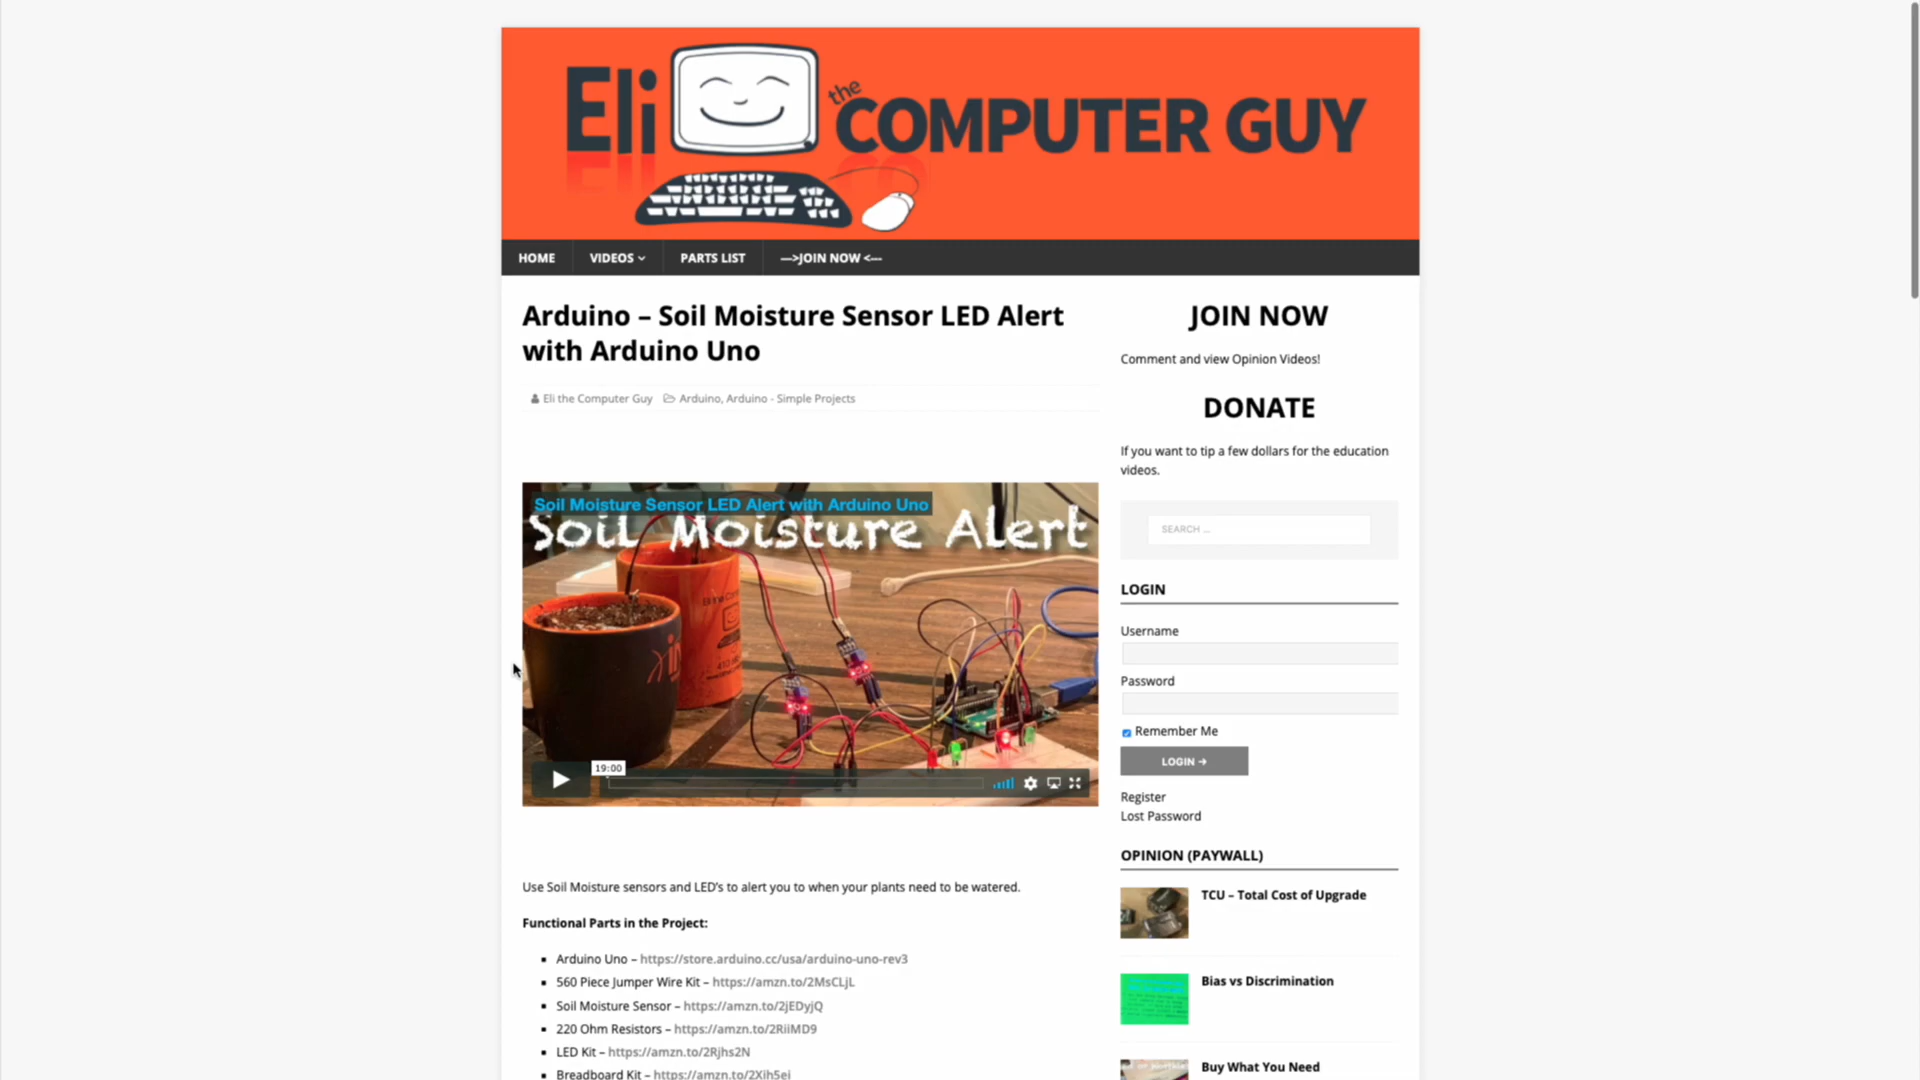 Eli the COMPUTER GUY
HOME
VIDEOS
PARTS LIST
--->JOIN NOW <---
Arduino – Soil Moisture Sensor LED Alert
with Arduino Uno
Eli the Computer Guy
Arduino, Arduino - Simple Projects
Soil Moisture Sensor LED Alert with Arduino Uno
Soil Moisture Alert
19:00
Use Soil Moisture sensors and LED's to alert you to when your plants need to be watered.
Functional Parts in the Project:
Arduino Uno – https://store.arduino.cc/usa/arduino-uno-rev3
560 Piece Jumper Wire Kit – https://amzn.to/2MsCLjL
Soil Moisture Sensor – https://amzn.to/2jEDyjQ
220 Ohm Resistors – https://amzn.to/2RiiMD9
LED Kit – https://amzn.to/2Rjhs2N
Breadboard Kit – https://amzn.to/2Xih5ei
JOIN NOW
Comment and view Opinion Videos!
DONATE
If you want to tip a few dollars for the education
videos.
SEARCH ...
LOGIN
Username
Password
Remember Me
LOGIN →
Register
Lost Password
OPINION (PAYWALL)
TCU – Total Cost of Upgrade
Bias vs Discrimination
Buy What You Need